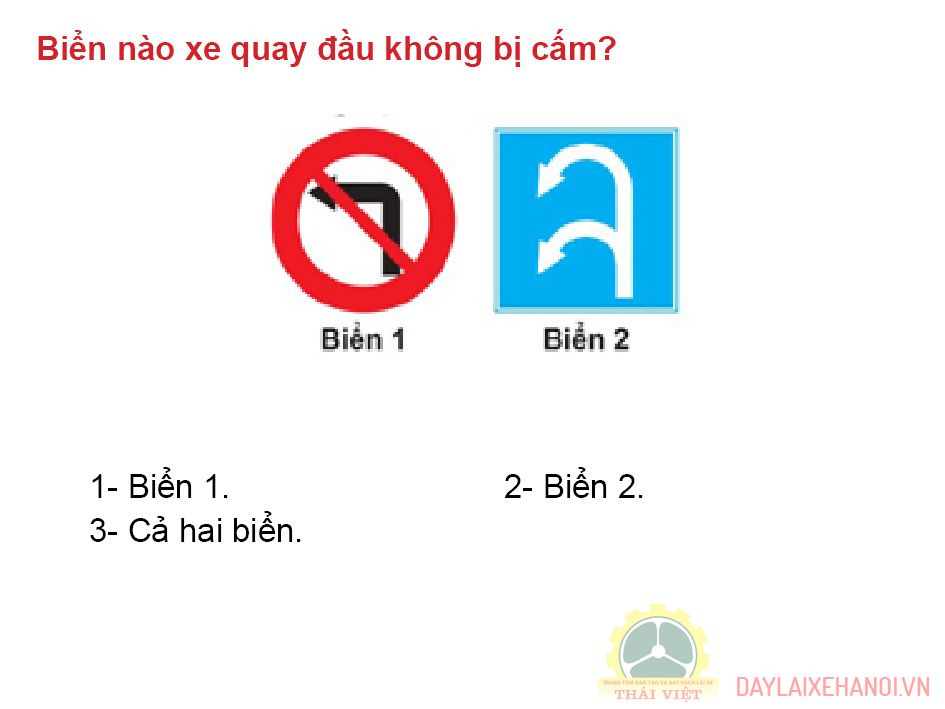 Biển nào xe quay đầu không bị cấm?
Biển 1 Biển 2
1- Biển 1. 2- Biển 2.
3- Cả hai biển.
TRUNG TÂM ĐÀO TẠO VÀ SÁT HẠCH LÁI XE
THÁI VIỆT
DAYLAIXEHANOI.VN